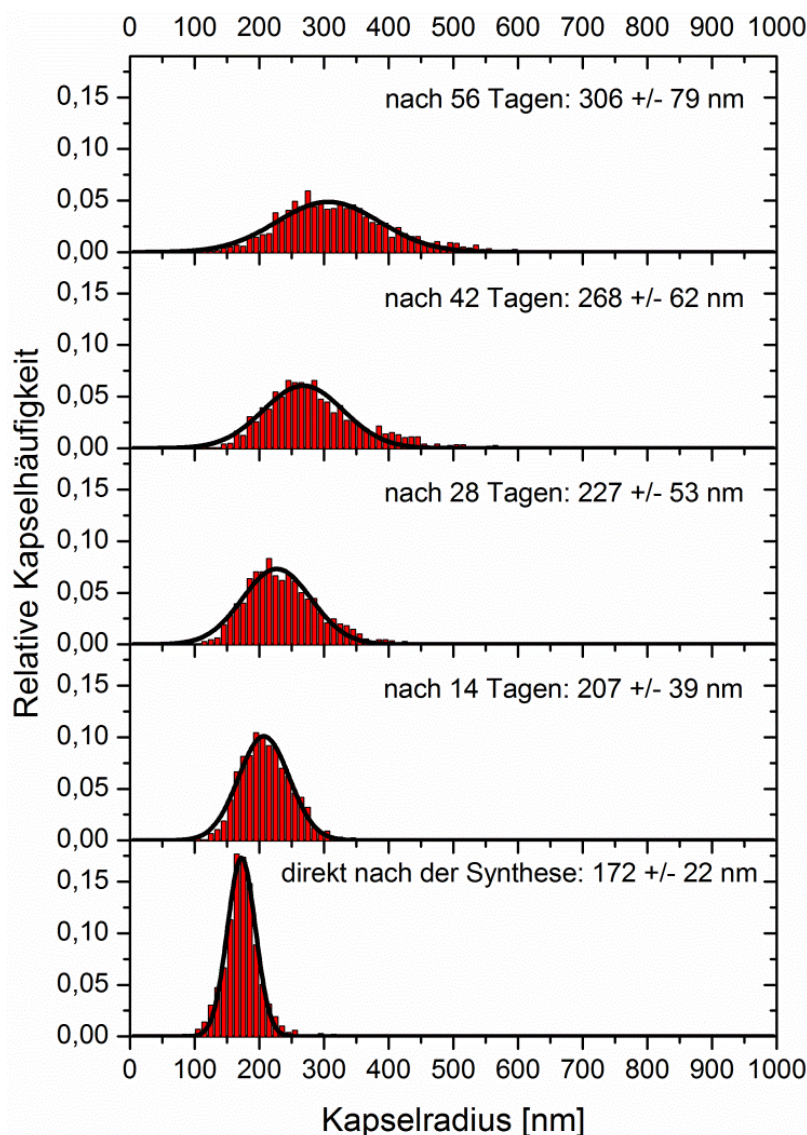 0 100 200 300 400 500 600 700 800 900 1000
Relative Kapselhäufigkeit
0,15
0,10
0,05
0,00
nach 56 Tagen: 306 +/- 79 nm
0,15
0,10
0,05
0,00
nach 42 Tagen: 268 +/- 62 nm
0,15
0,10
0,05
0,00
nach 28 Tagen: 227 +/- 53 nm
0,15
0,10
0,05
0,00
nach 14 Tagen: 207 +/- 39 nm
0,15
0,10
0,05
0,00
direkt nach der Synthese: 172 +/- 22 nm
0 100 200 300 400 500 600 700 800 900 1000
Kapselradius [nm]